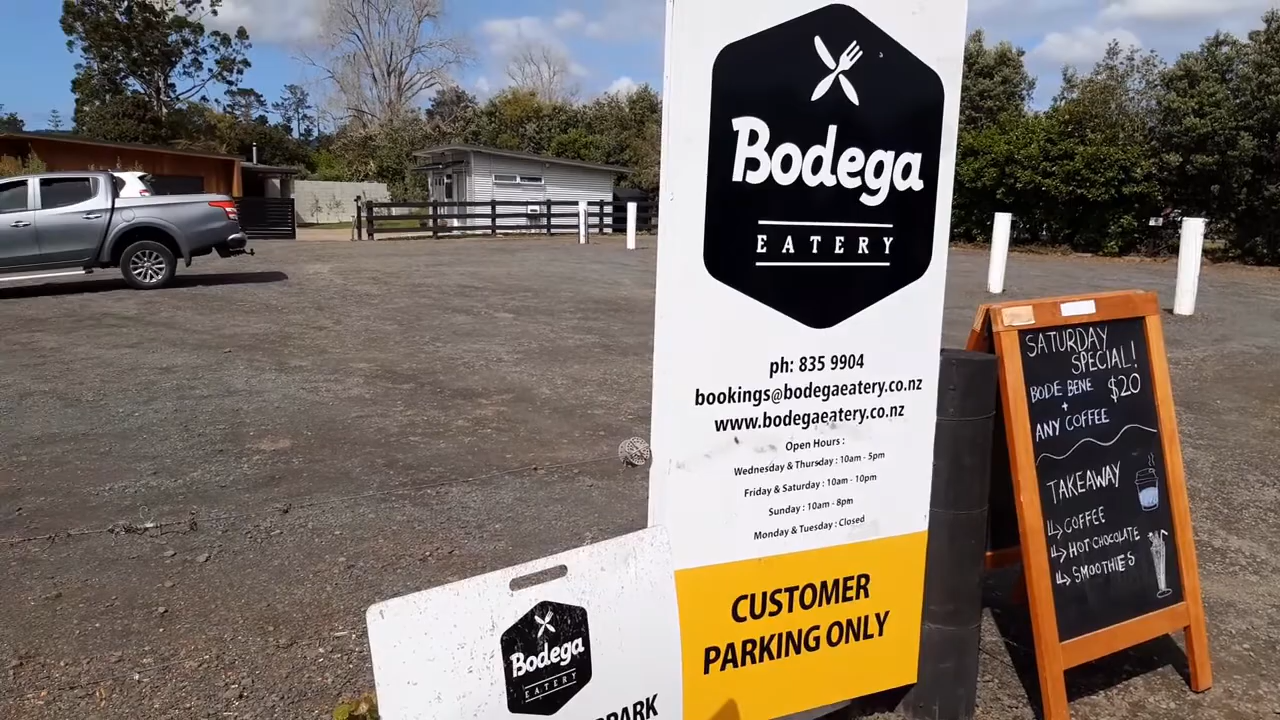 Bodega
EATERY
ph: 835 9904
bookings@bodegaeatery.co.nz
www.bodegaeatery.co.nz
Open Hours :
Wednesday & Thursday : 10am - 5pm
Friday & Saturday : 10am - 10pm
Sunday : 10am - 8pm
Monday & Tuesday : Closed
CUSTOMER
PARKING ONLY
Bodega
EATERY
SATURDAY
SPECIAL!
BODE BENE $20
+
ANY COFFEE
TAKEAWAY
COFFEE
HOT CHOCOLATE
SMOOTHIES